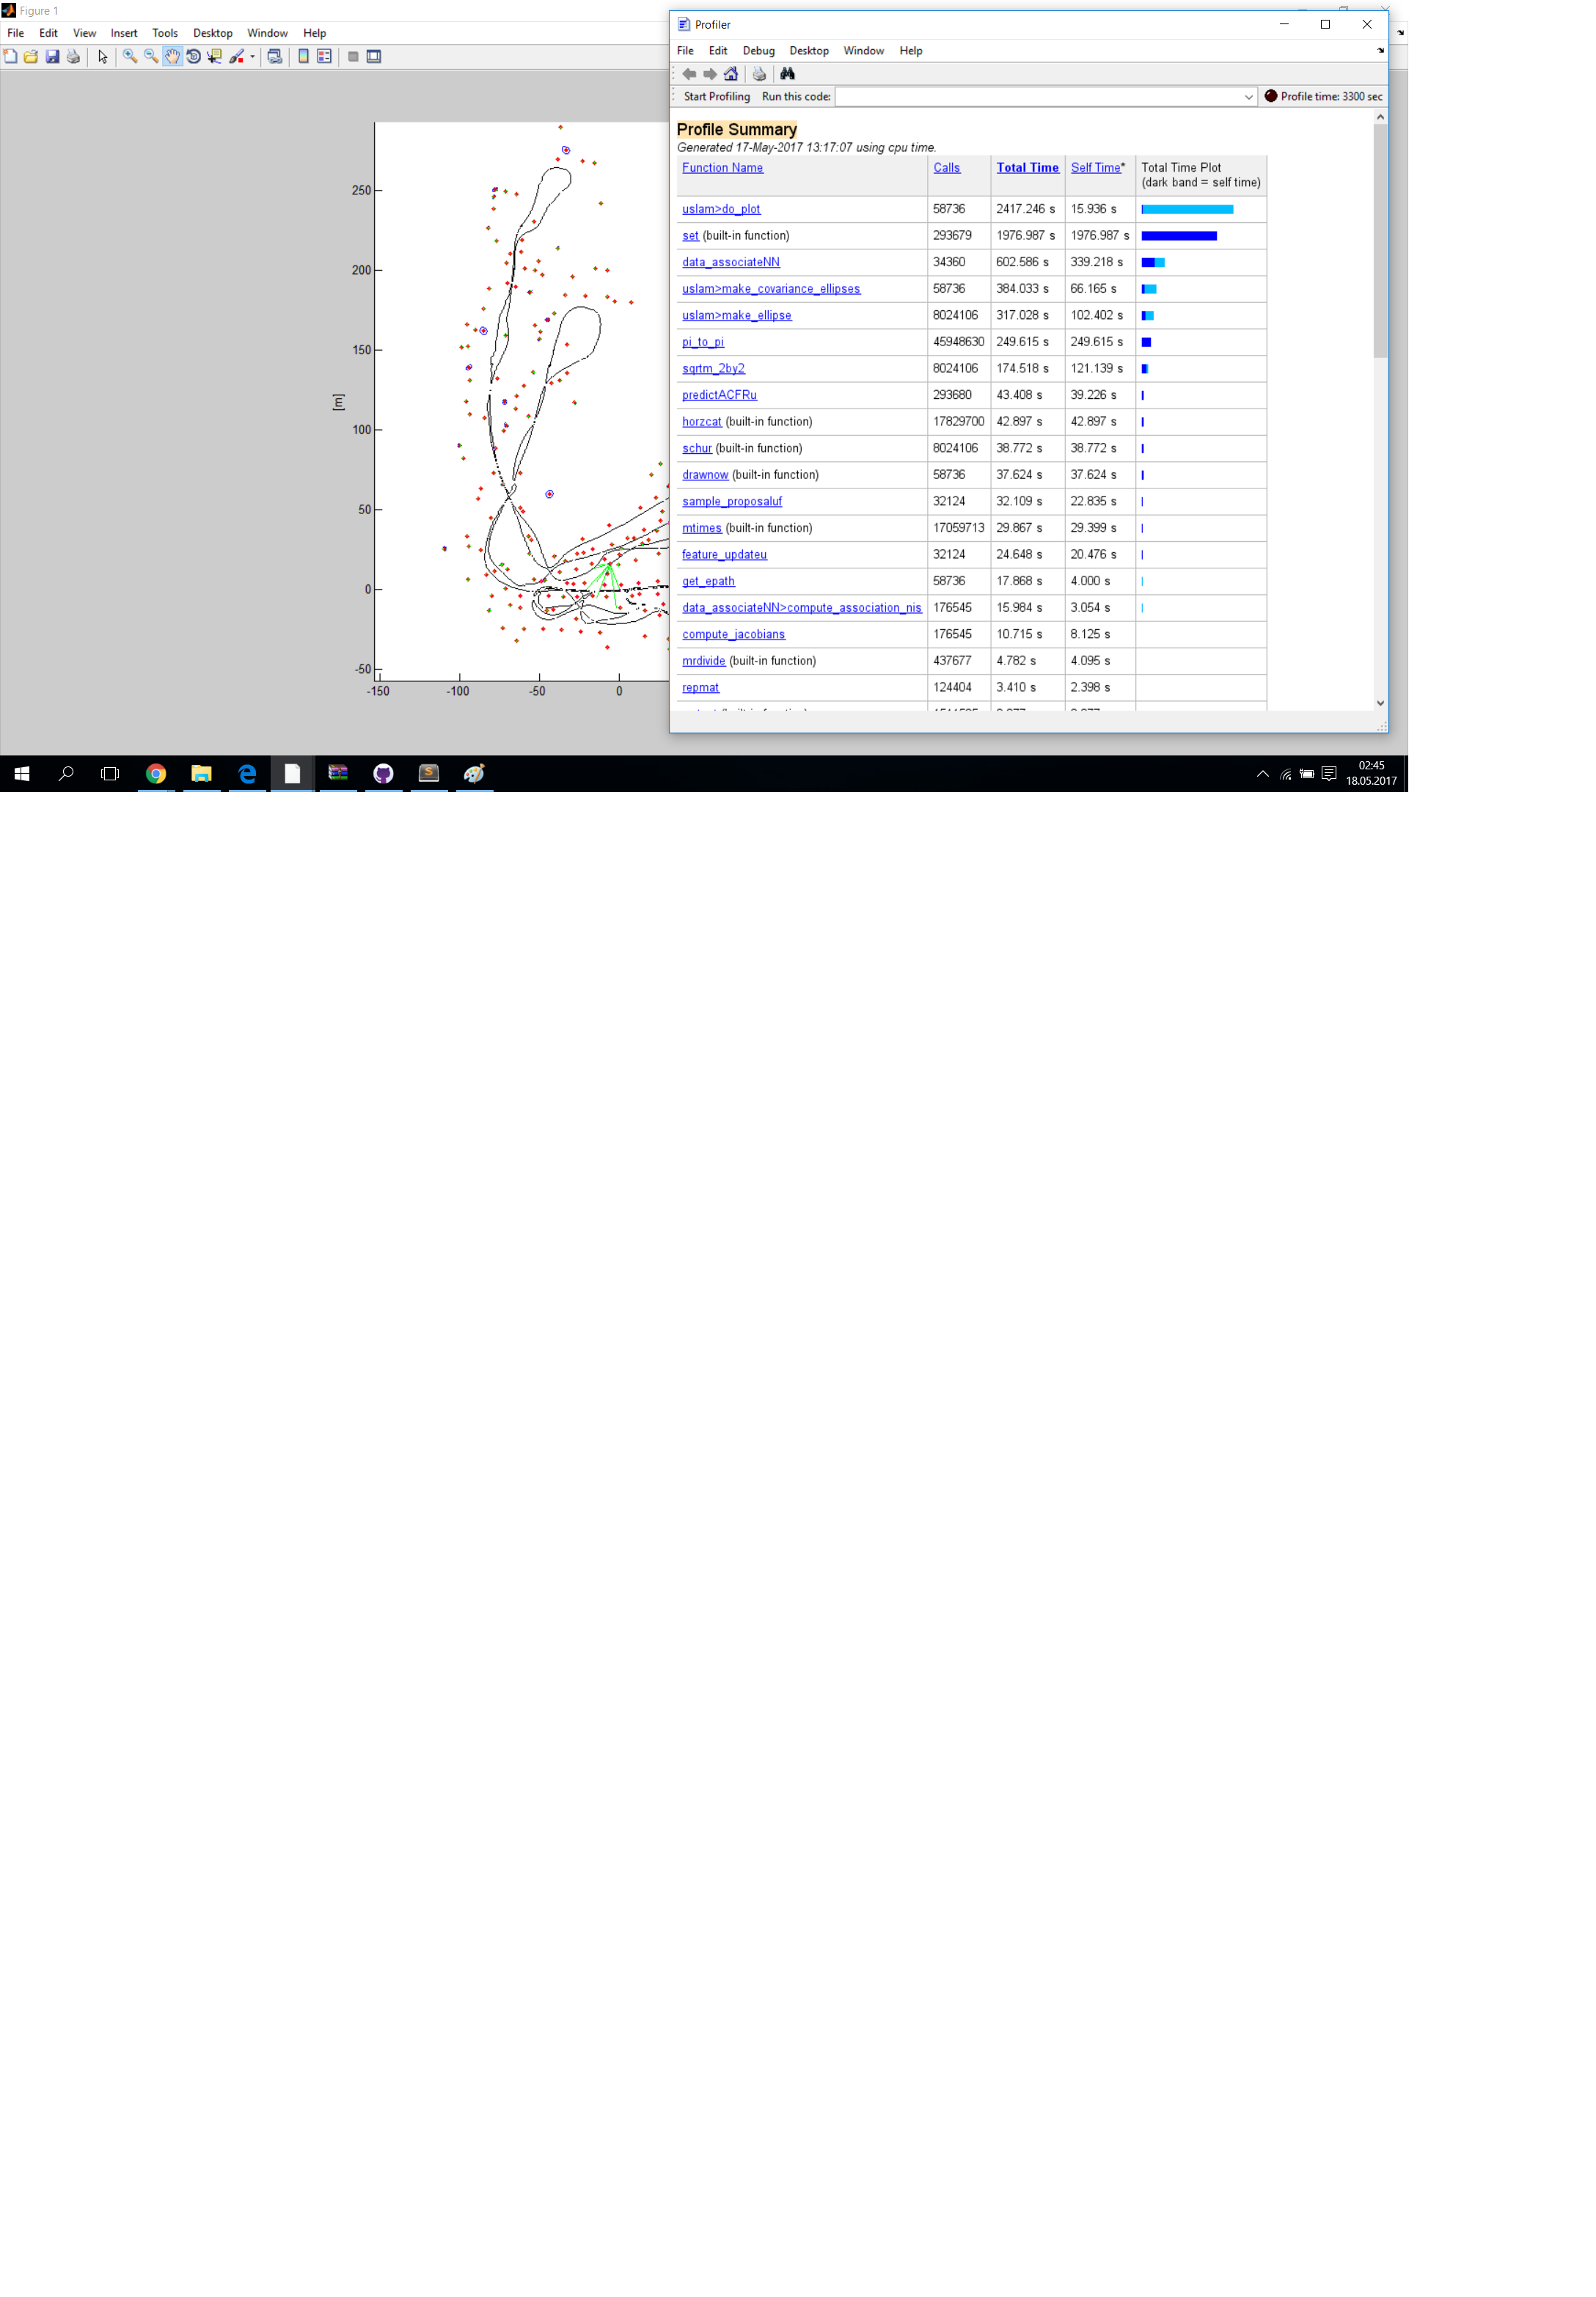 Figure 1
File Edit View Insert Tools Desktop Window Help
[m]
250
200
150
100
50
0
-50
-150 -100 -50 0
Profiler
File Edit Debug Desktop Window Help
Start Profiling Run this code: Profile time: 3300 sec
Profile Summary
Generated 17-May-2017 13:17:07 using cpu time.
Function Name Calls Total Time Self Time* Total Time Plot
(dark band = self time)
uslam>do_plot 58736 2417.246 s 15.936 s
set (built-in function) 293679 1976.987 s 1976.987 s
data_associateNN 34360 602.586 s 339.218 s
uslam>make_covariance_ellipses 58736 384.033 s 66.165 s
uslam>make_ellipse 8024106 317.028 s 102.402 s
pi_to_pi 45948630 249.615 s 249.615 s
sqrtm_2by2 8024106 174.518 s 121.139 s
predictACFRu 293680 43.408 s 39.226 s
horzcat (built-in function) 17829700 42.897 s 42.897 s
schur (built-in function) 8024106 38.772 s 38.772 s
drawnow (built-in function) 58736 37.624 s 37.624 s
sample_proposaluf 32124 32.109 s 22.835 s
mtimes (built-in function) 17059713 29.867 s 29.399 s
feature_updateu 32124 24.648 s 20.476 s
get_epath 58736 17.868 s 4.000 s
data_associateNN>compute_association_nis 176545 15.984 s 3.054 s
compute_jacobians 176545 10.715 s 8.125 s
mrdivide (built-in function) 437677 4.782 s 4.095 s
repmat 124404 3.410 s 2.398 s
02:45
18.05.2017